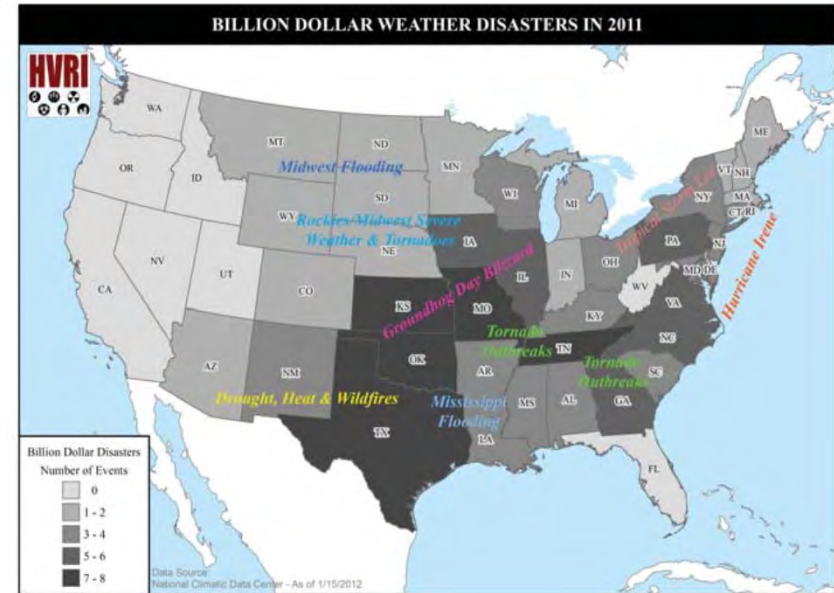 BILLION DOLLAR WEATHER DISASTERS IN 2011
HVRI
WA
MT
ND
MN
ME
OR
ID
Midwest Flooding
WI
VT
NH
SD
NY
MA
WY
MI
CT
RI
Tropical Storm Lee
Rockies/Midwest Severe
Weather & Tornadoes
IA
PA
NE
NJ
NV
OH
IN
IL
MD
DE
Hurricane Irene
UT
CA
CO
Groundhog Day Blizzard
WV
VA
KS
MO
KY
NC
Tornado
Outbreaks
TN
AZ
OK
NM
AR
Tornado
Outbreaks
SC
Drought, Heat & Wildfires
Mississippi
Flooding
MS
AL
GA
TX
LA
FL
Billion Dollar Disasters
Number of Events
0
1 - 2
3 - 4
5 - 6
7 - 8
Data Source
National Climatic Data Center - As of 1/15/2012